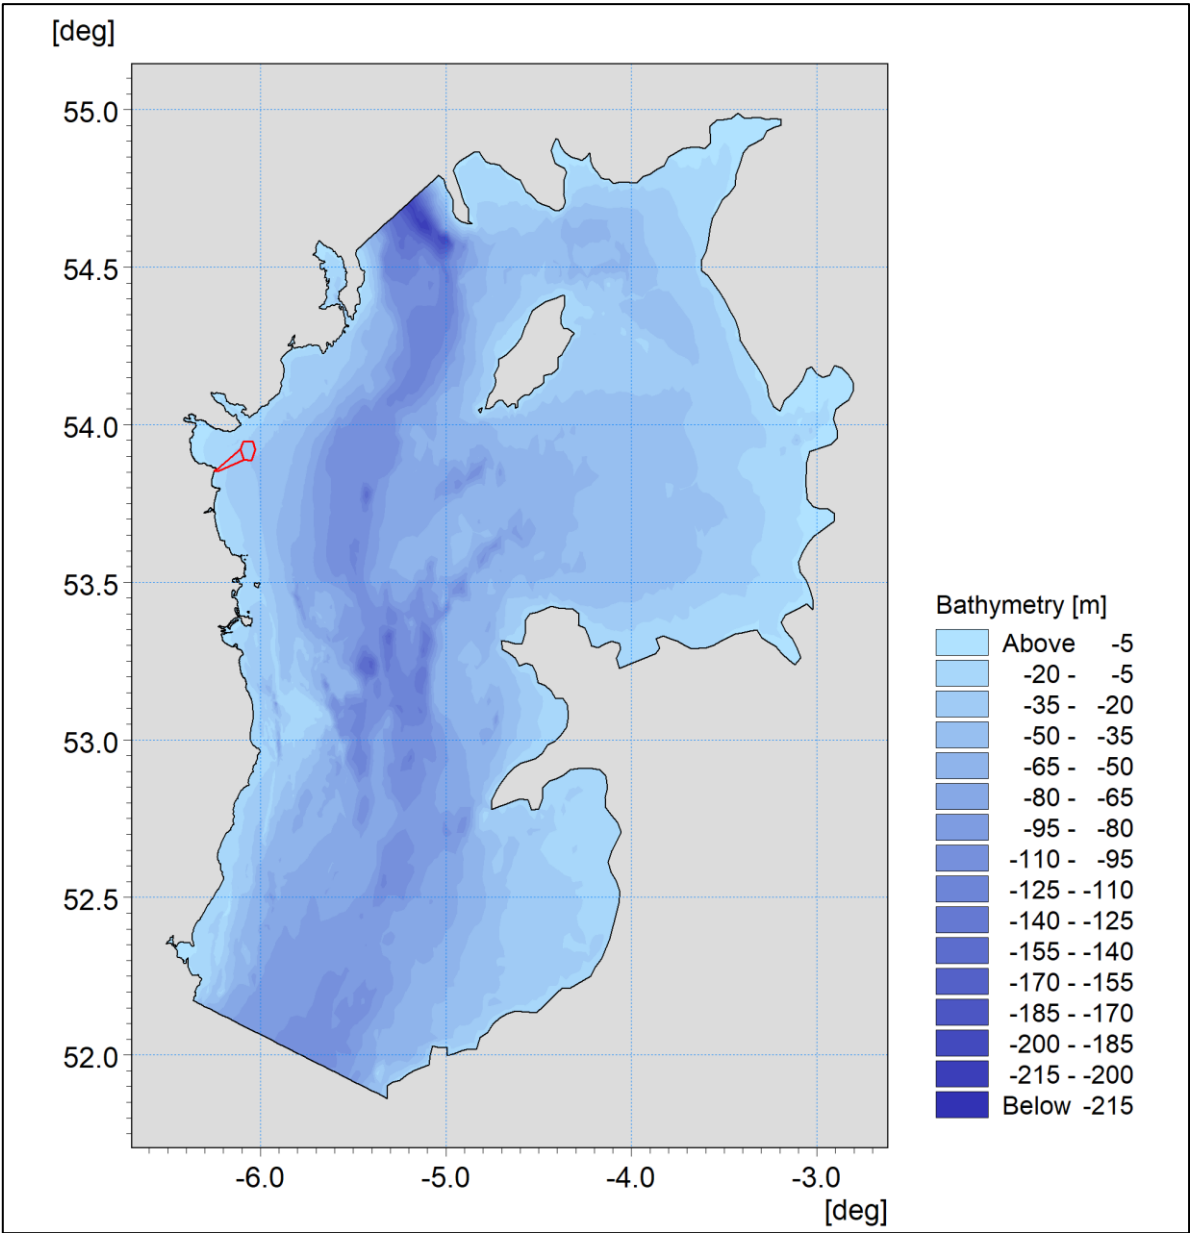 [deg]
55.0
54.5
54.0
53.5
53.0
52.5
52.0
-6.0 -5.0 -4.0 -3.0
[deg]
Bathymetry [m]
Above -5
-20 - -5
-35 - -20
-50 - -35
-65 - -50
-80 - -65
-95 - -80
-110 - -95
-125 - -110
-140 - -125
-155 - -140
-170 - -155
-185 - -170
-200 - -185
-215 - -200
Below -215